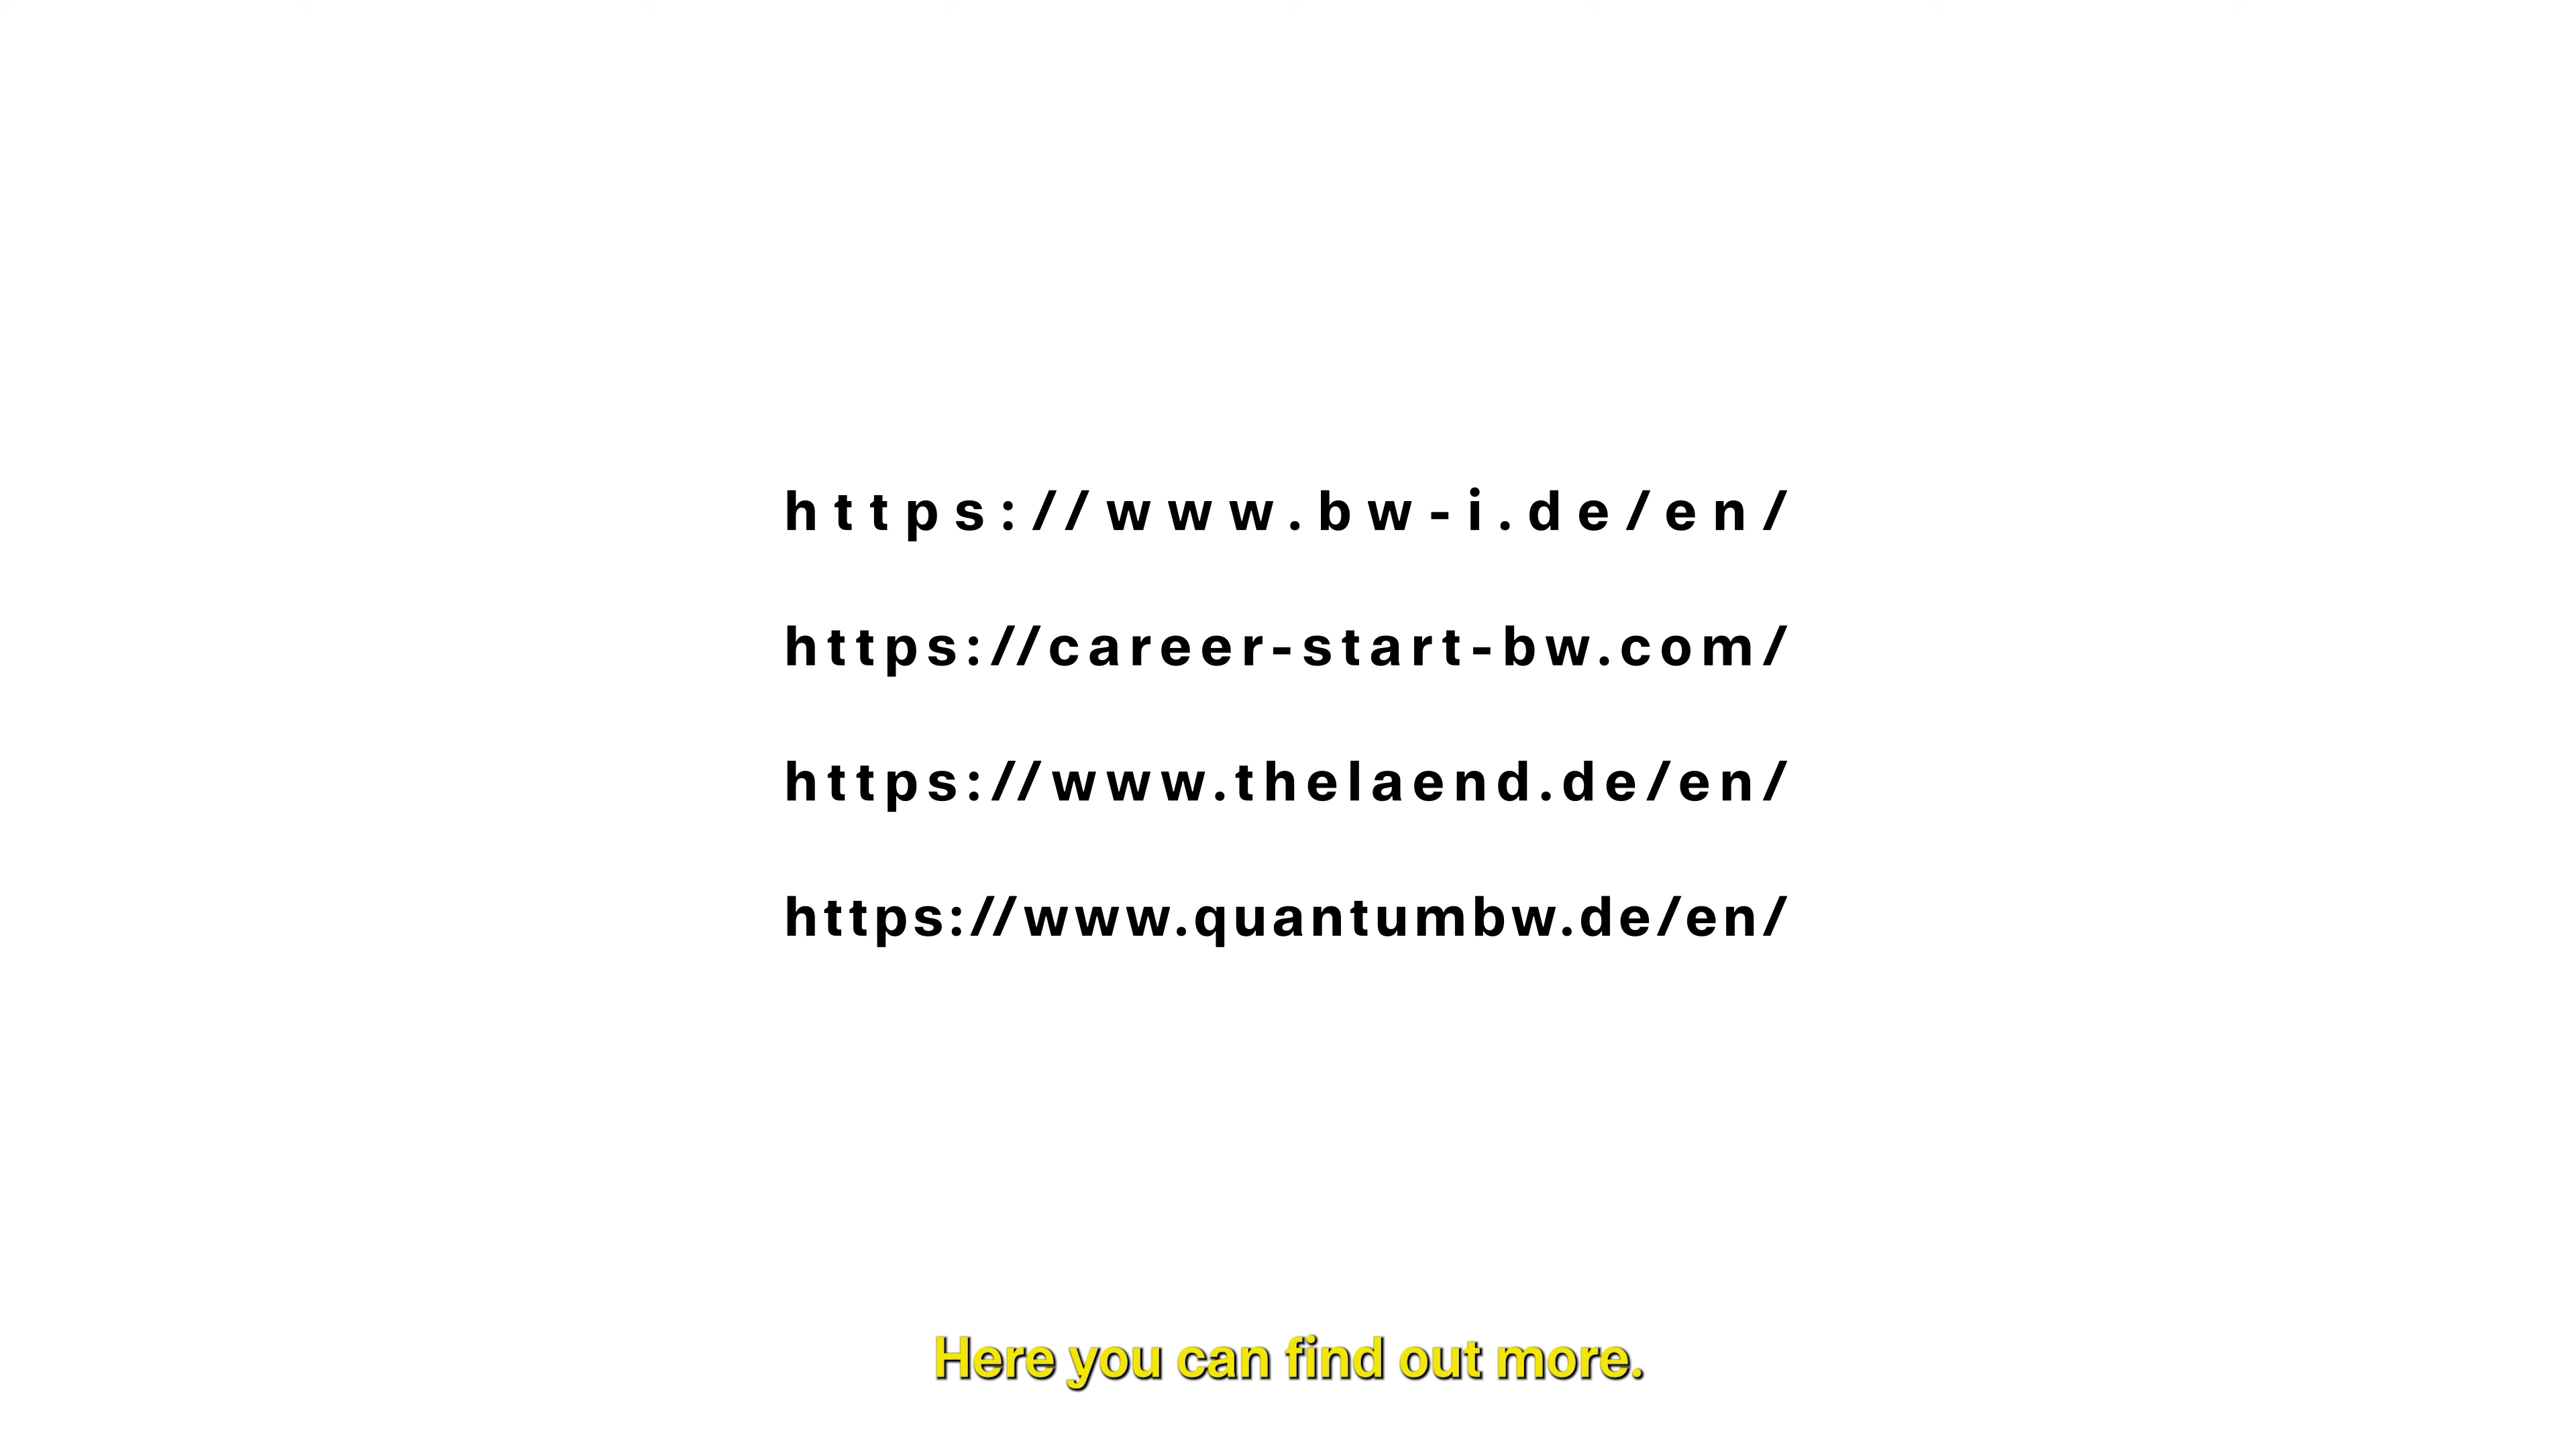 https://www.bw-i.de/en/
https://career-start-bw.com/
https://www.thelaend.de/en/
https://www.quantumbw.de/en/
Here you can find out more.